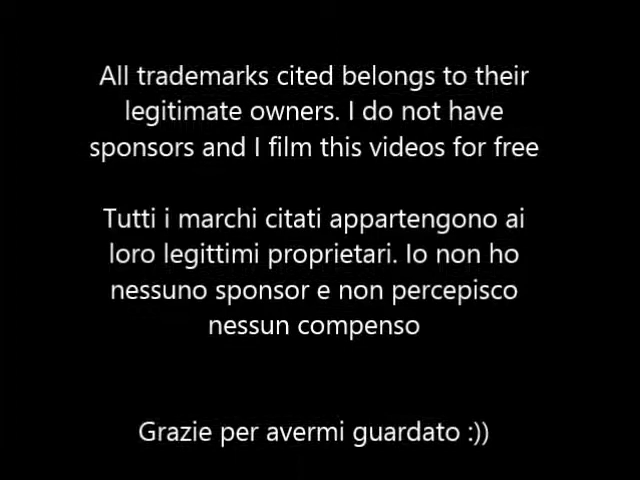 All trademarks cited belongs to their
legitimate owners. I do not have
sponsors and I film this videos for free
Tutti i marchi citati appartengono ai
loro legittimi proprietari. Io non ho
nessuno sponsor e non percepisco
nessun compenso
Grazie per avermi guardato :))